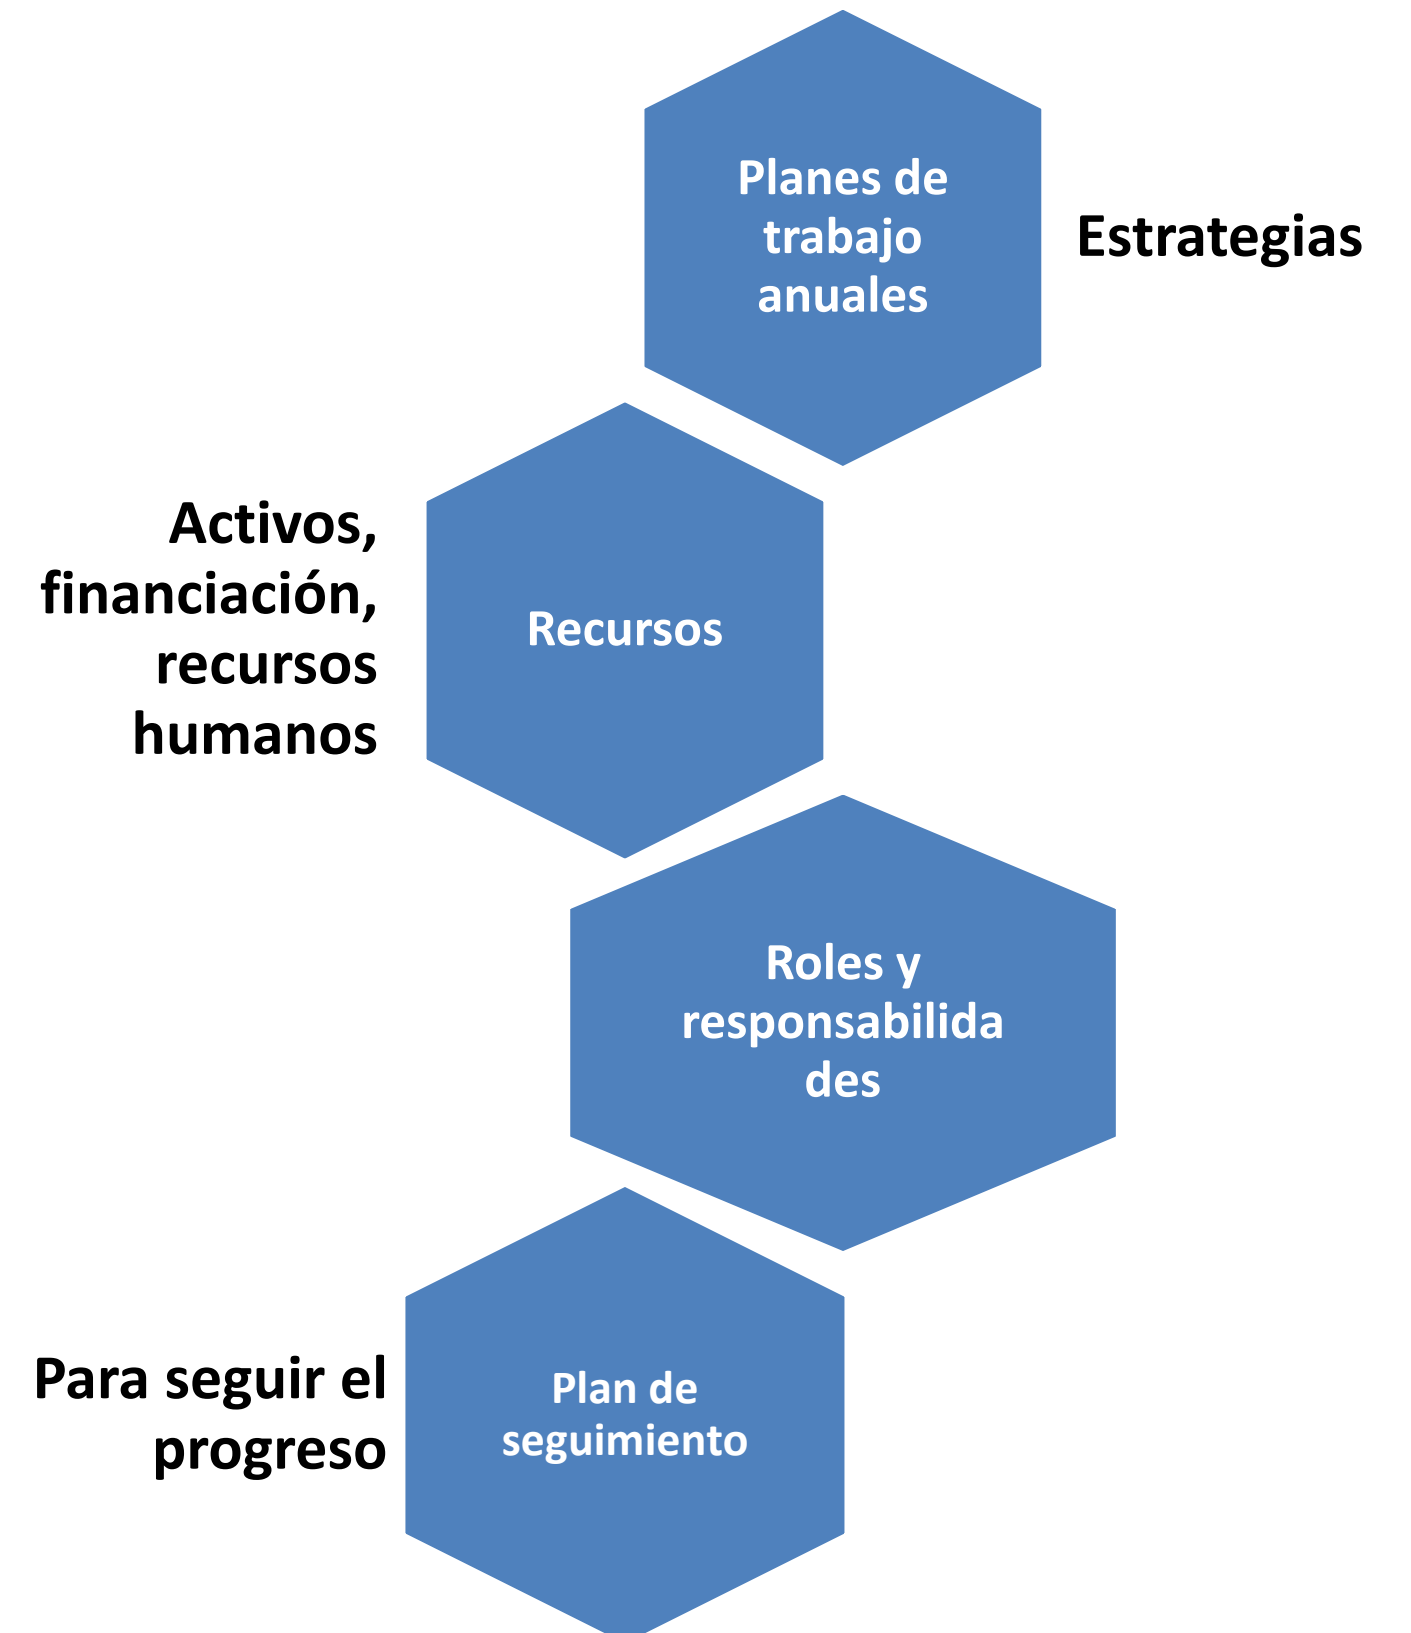 Planes de
trabajo
anuales
Estrategias
Activos,
financiación,
recursos
humanos
Recursos
Roles y
responsabilida
des
Para seguir el
progreso
Plan de
seguimiento